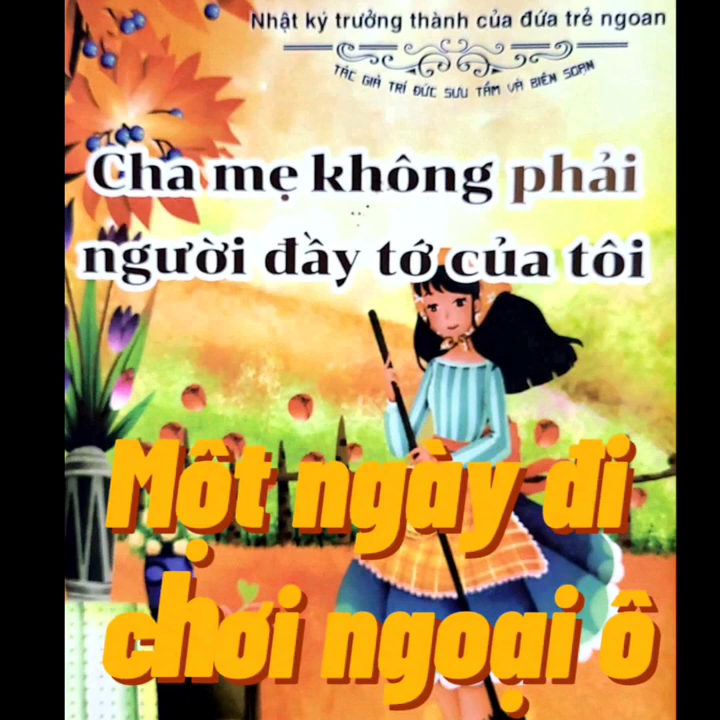 Nhật ký trưởng thành của đứa trẻ ngoan
TÁC GIẢ TRÍ ĐỨC SƯU TẦM VÀ BIÊN SOẠN
Cha mẹ không phải
người đầy tớ của tôi
Một ngày đi
chơi ngoại ô